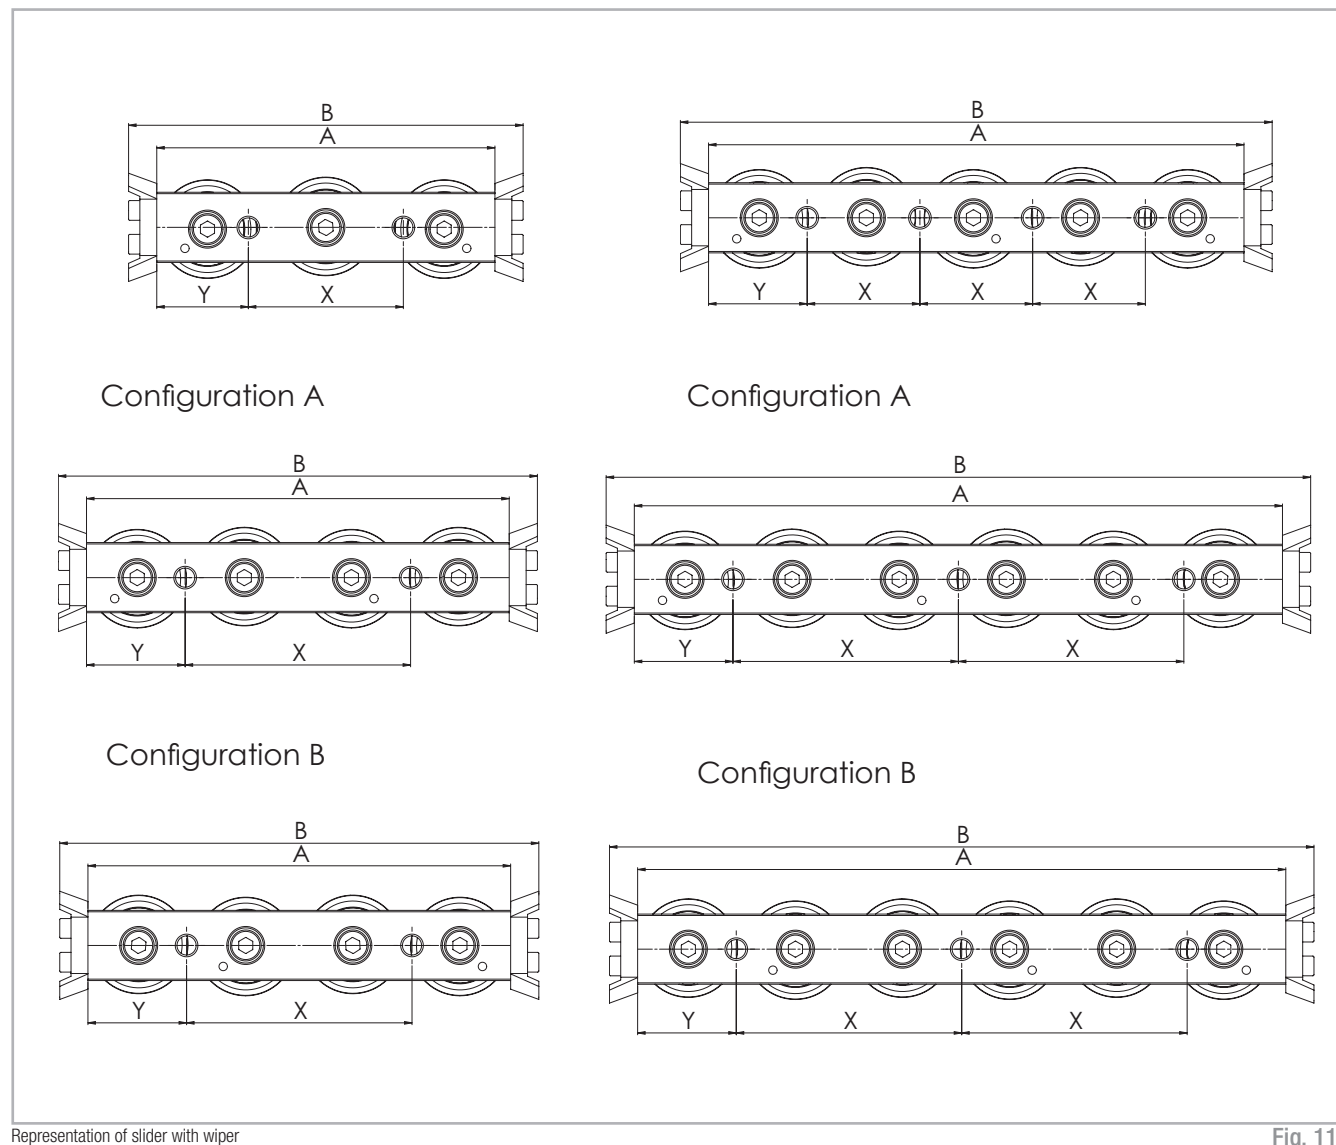 B
A
Y X
B
A
Y X X X
Configuration A
Configuration A
B
A
Y X
B
A
Y X X
Configuration B
Configuration B
B
A
Y X
B
A
Y X X
Representation of slider with wiper
Fig. 11